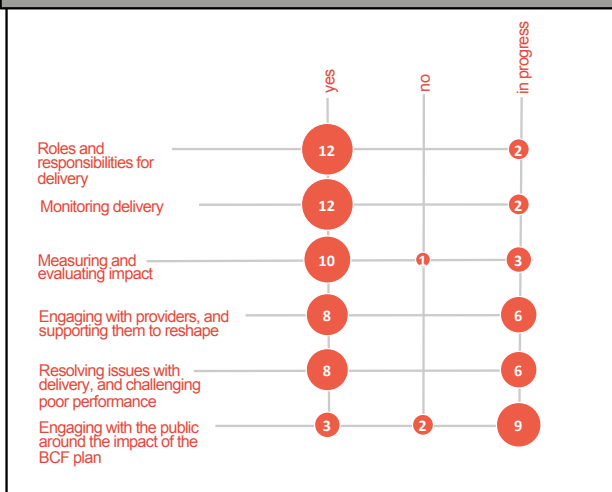 yes
no
in progress
Roles and
responsibilities for
delivery
12
2
Monitoring delivery
12
2
Measuring and
evaluating impact
10
1
3
Engaging with providers, and
supporting them to reshape
8
6
Resolving issues with
delivery, and challenging
poor performance
8
6
Engaging with the public
around the impact of the
BCF plan
3
2
9